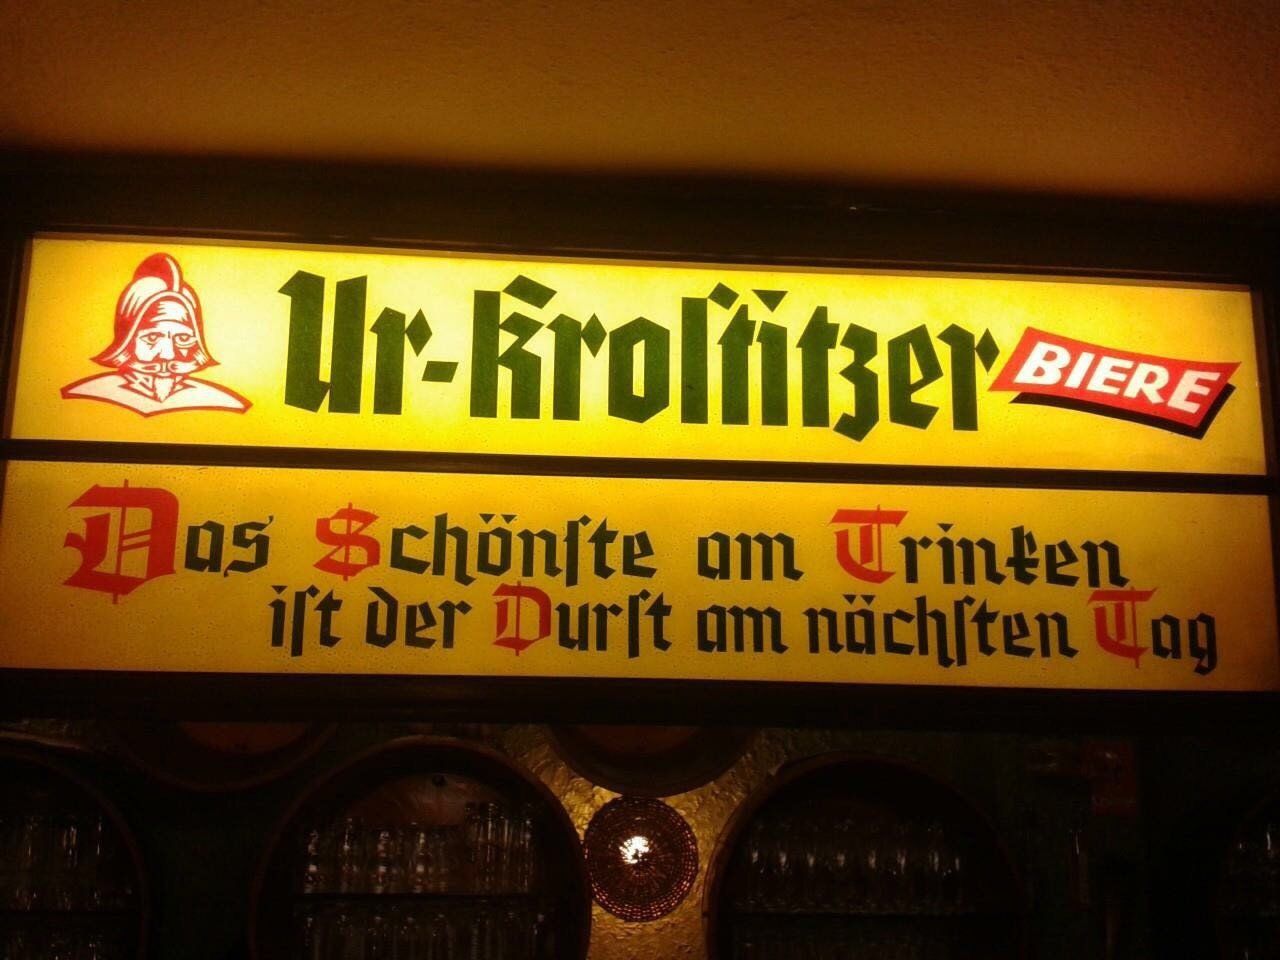 Ur-Kroſtitzer BIERE
Das Schönſte am Trinken
iſt der Durſt am nächſten Tag